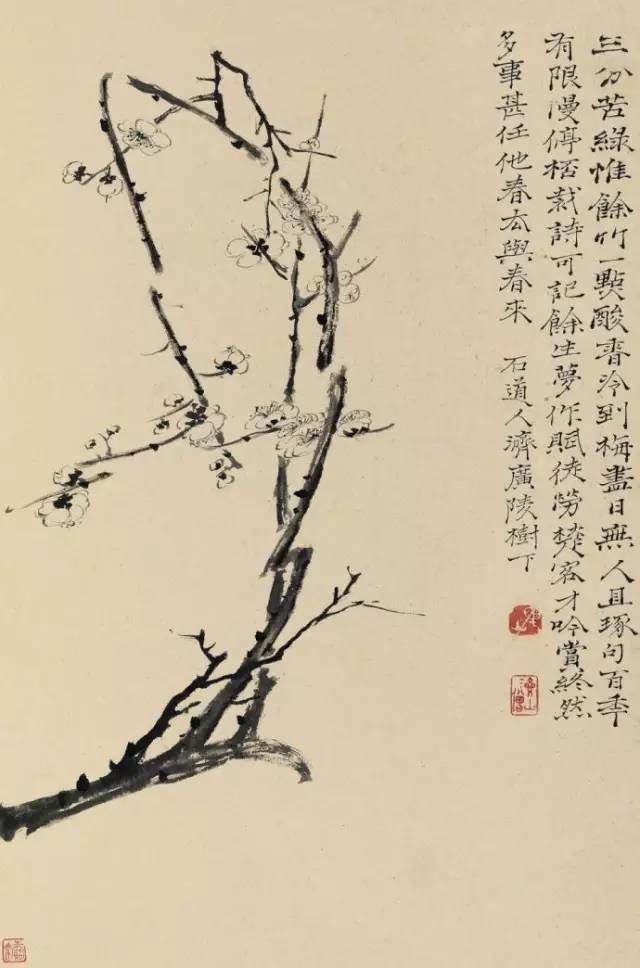 三分苦綠惟餘竹一點酸香冷到梅盡日無人且琢句百年
有限漫停桮裁詩可記餘生夢作賦徒勞楚客才吟賞終然
多事甚任他春去與春來 石道人濟廣陵樹下